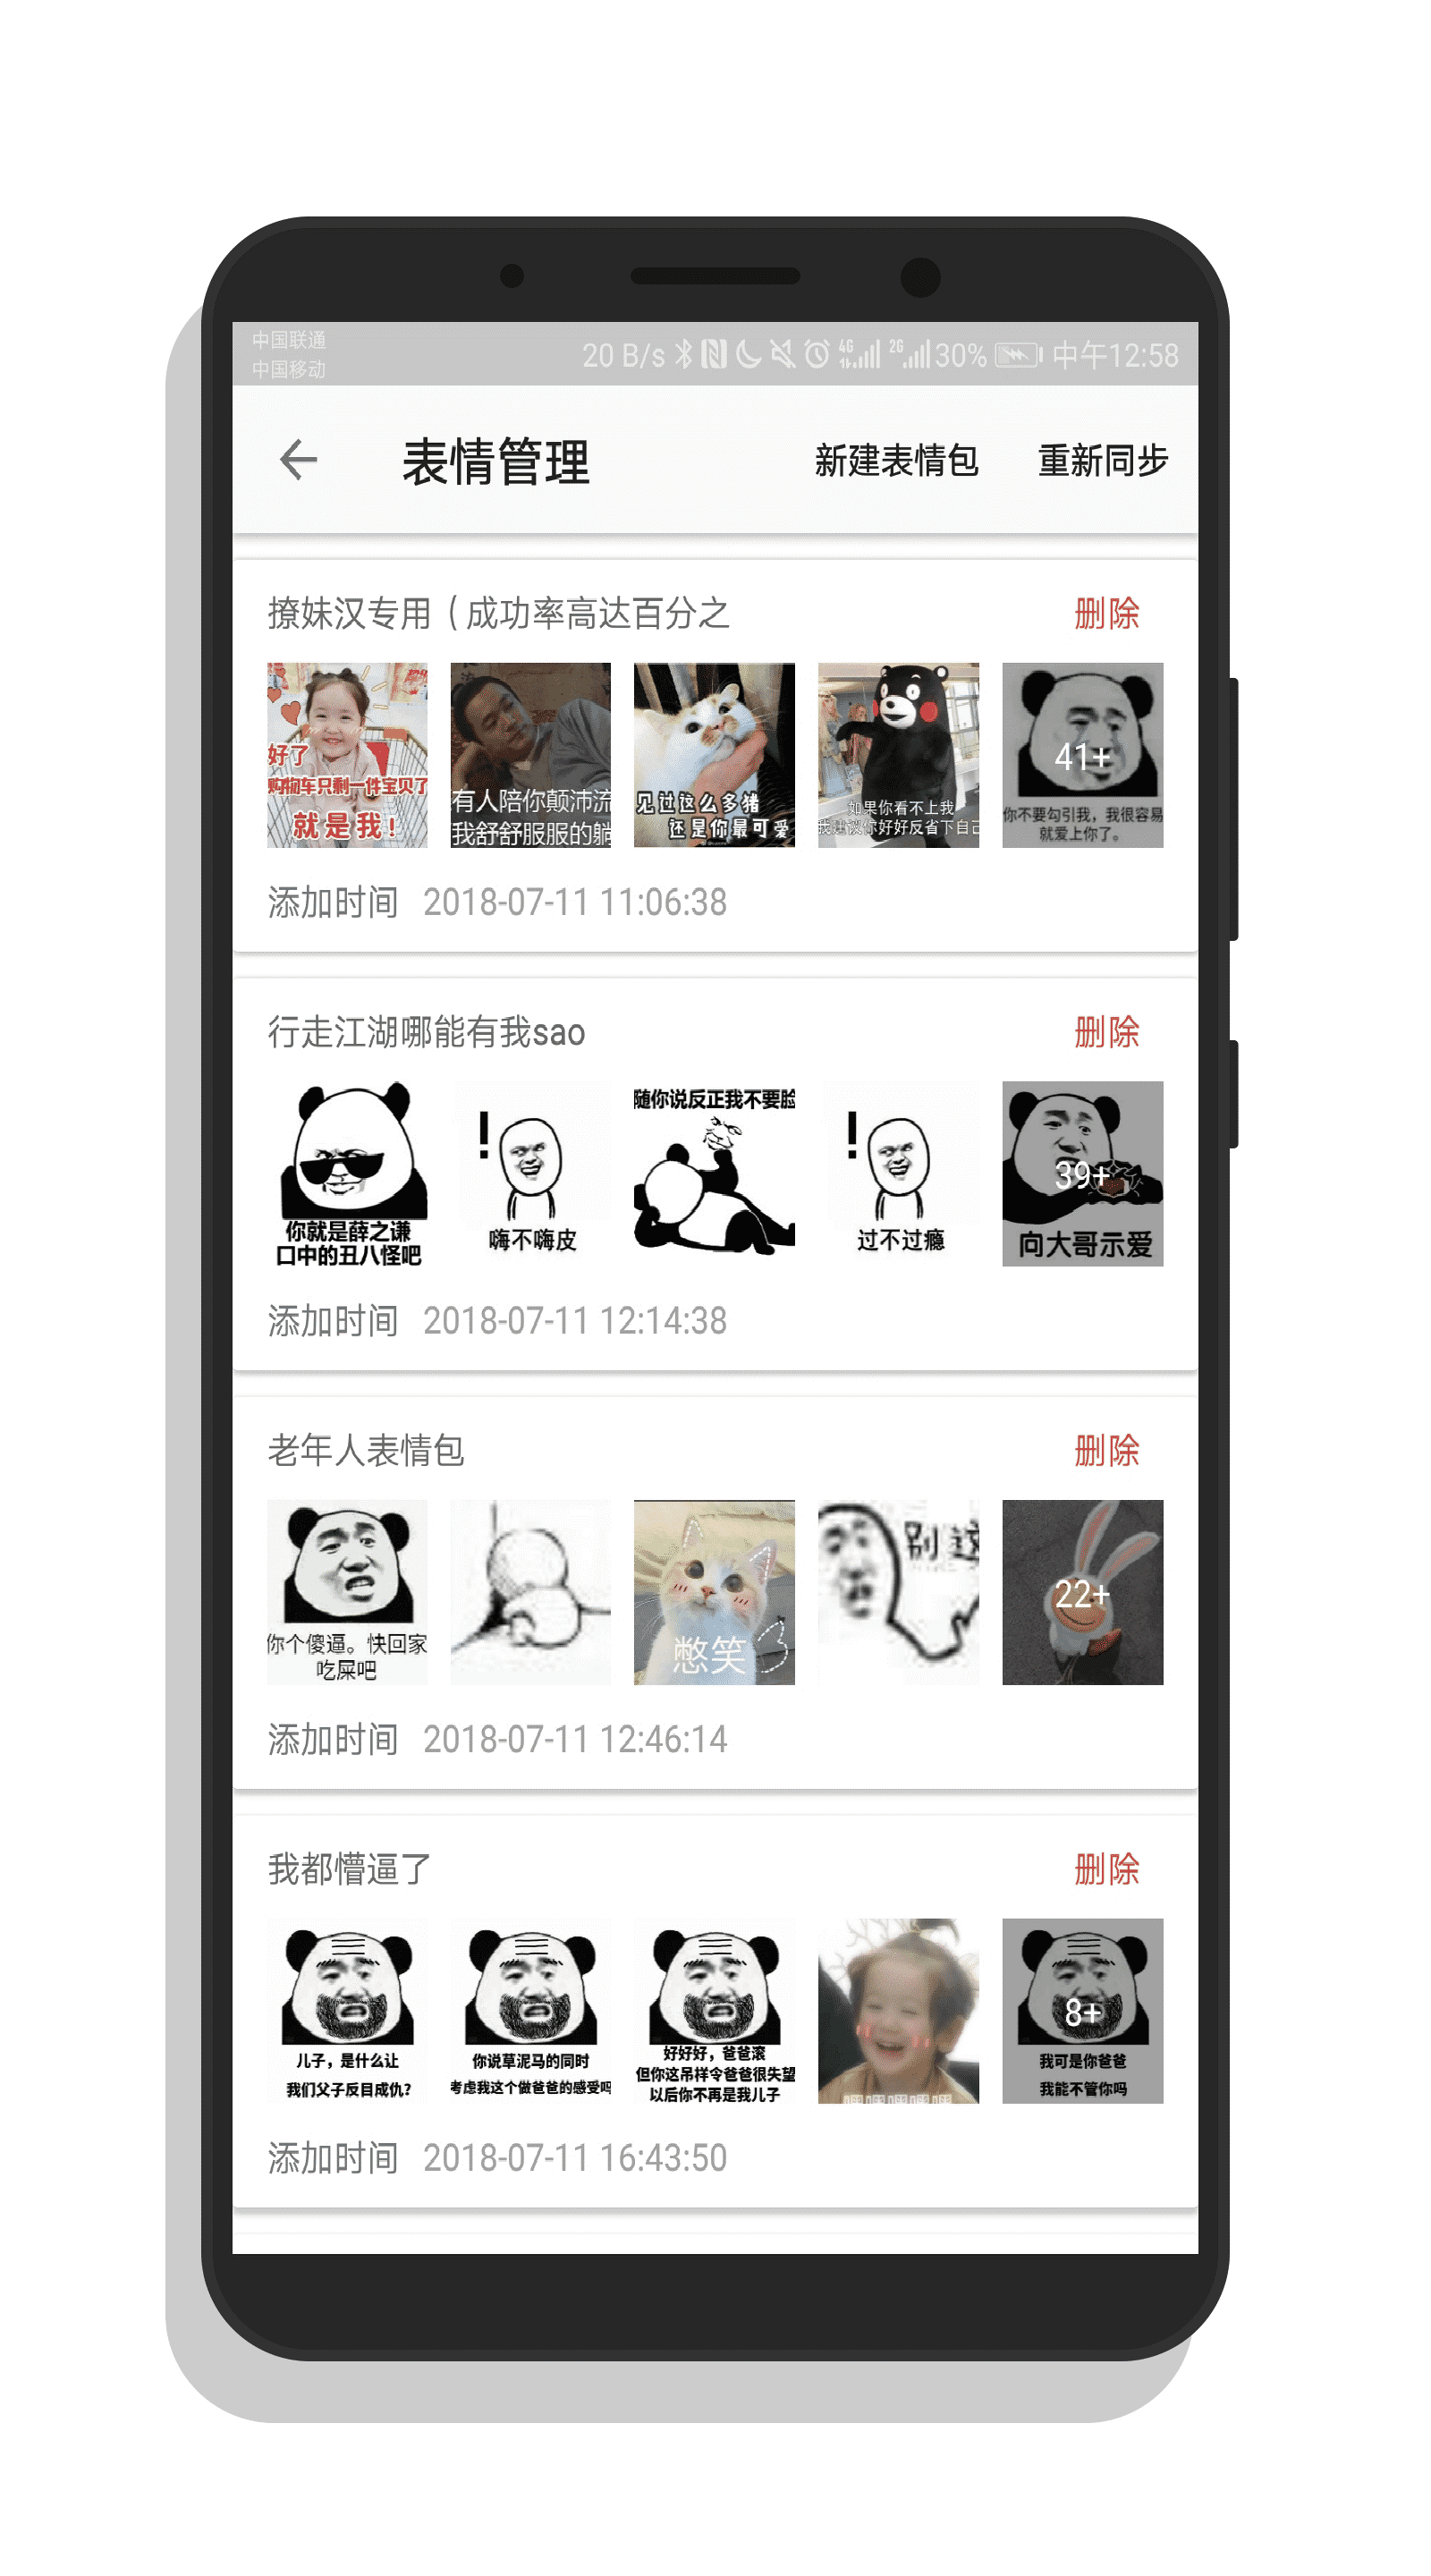 中国联通
中国移动
20 B/s 4G 2G 30% 中午12:58
表情管理 新建表情包 重新同步
撩妹汉专用（成功率高达百分之 删除
好了
购物车只剩一件宝贝了
就是我！
有人陪你颠沛流
我舒舒服服的躺
见过这么多猪
还是你最可爱
如果你看不上我
我建议你好好反省下自己
41+
你不要勾引我，我很容易
就爱上你了。
添加时间 2018-07-11 11:06:38
行走江湖哪能有我sao 删除
你就是薛之谦
口中的丑八怪吧
!
嗨不嗨皮
随你说反正我不要脸
!
过不过瘾
39+
向大哥示爱
添加时间 2018-07-11 12:14:38
老年人表情包 删除
你个傻逼。快回家
吃屎吧
憋笑
别这
22+
添加时间 2018-07-11 12:46:14
我都懵逼了 删除
儿子，是什么让
我们父子反目成仇?
你说草泥马的同时
考虑我这个做爸爸的感受吗
好好好，爸爸滚
但你这吊样令爸爸很失望
以后你不再是我儿子
8+
我可是你爸爸
我能不管你吗
添加时间 2018-07-11 16:43:50